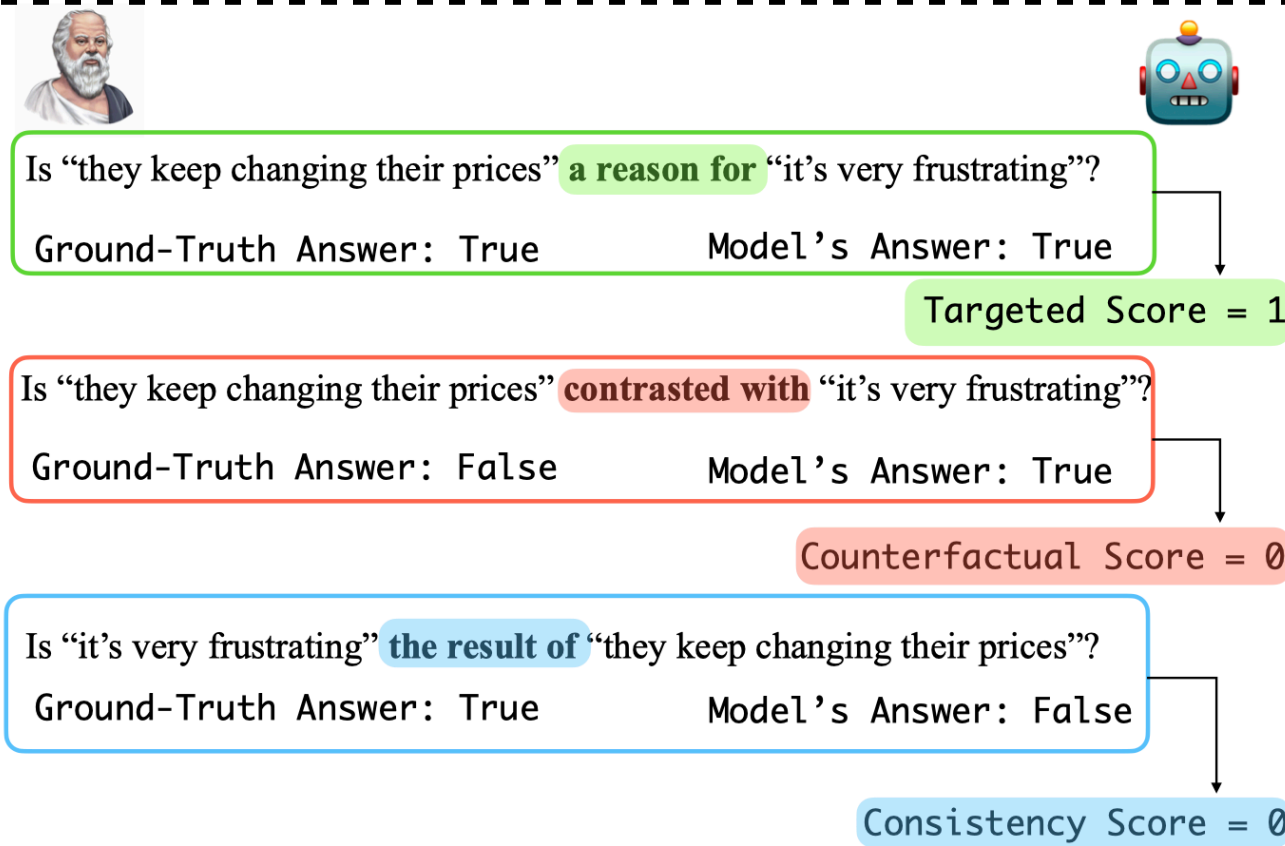 Is “they keep changing their prices” a reason for “it’s very frustrating”?
Ground-Truth Answer: True Model’s Answer: True
Targeted Score = 1
Is “they keep changing their prices” contrasted with “it’s very frustrating”?
Ground-Truth Answer: False Model’s Answer: True
Counterfactual Score = 0
Is “it’s very frustrating” the result of “they keep changing their prices”?
Ground-Truth Answer: True Model’s Answer: False
Consistency Score = 0